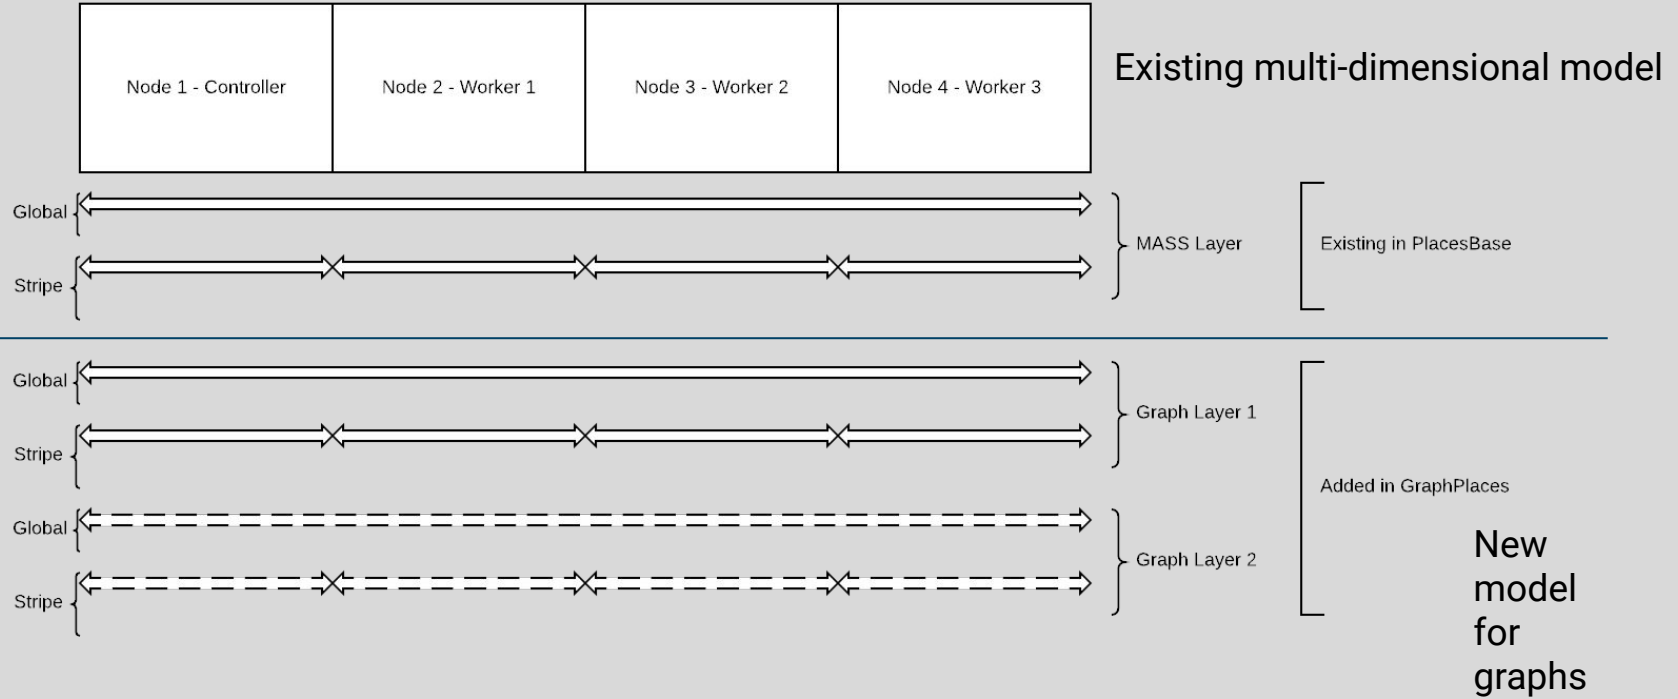 Node 1 - Controller
Node 2 - Worker 1
Node 3 - Worker 2
Node 4 - Worker 3
Existing multi-dimensional model
Global
Stripe
MASS Layer
Existing in PlacesBase
Global
Stripe
Graph Layer 1
Added in GraphPlaces
Global
Stripe
Graph Layer 2
New
model
for
graphs